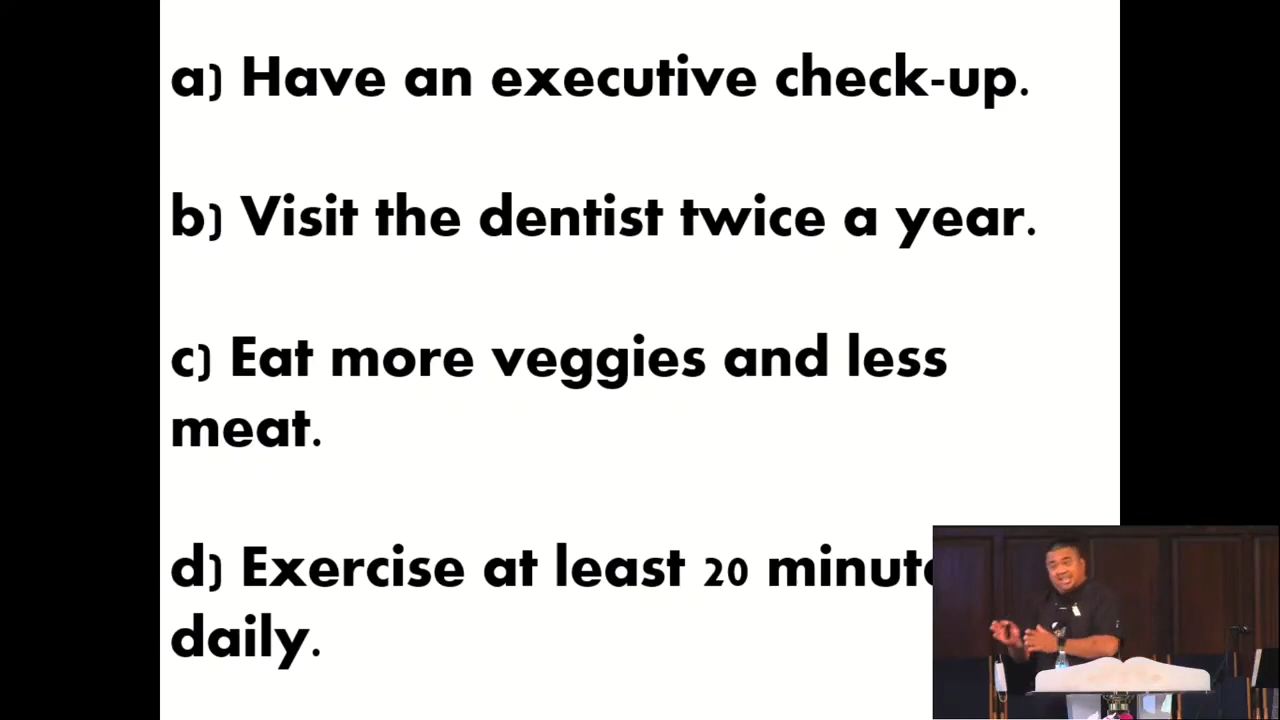 a) Have an executive check-up.
b) Visit the dentist twice a year.
c) Eat more veggies and less
meat.
d) Exercise at least 20
daily.